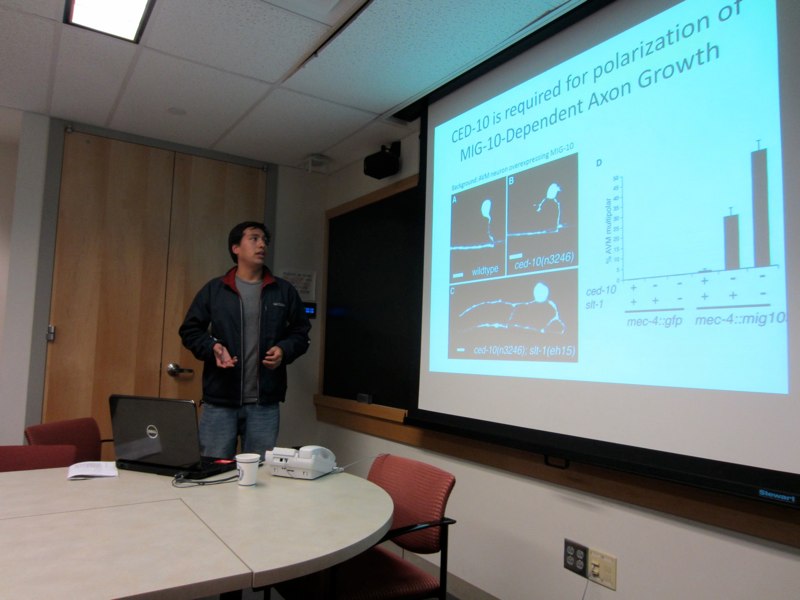 CED-10 is required for polarization of
MIG-10-Dependent Axon Growth
Background: AVM neuron overexpressing MIG-10
A
B
wildtype
ced-10(n3246)
C
ced-10(n3246); slt-1(eh15)
D
% AVM multipolar
ced-10 + + - + + -
slt-1 + + - + - -
mec-4::gfp mec-4::mig10
DELL
Stewart